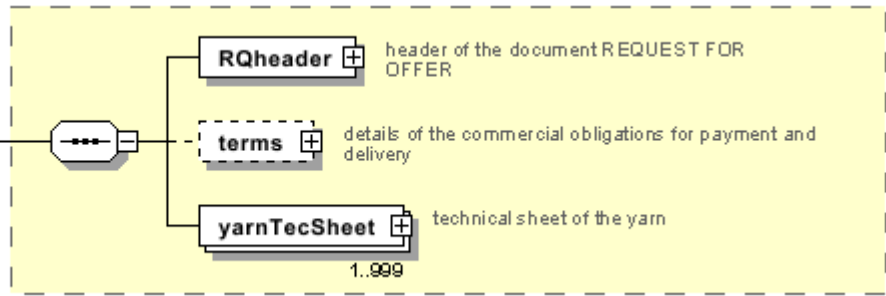 RQheader
header of the document REQUEST FOR
OFFER
terms
details of the commercial obligations for payment and
delivery
yarnTecSheet
technical sheet of the yarn
1..999